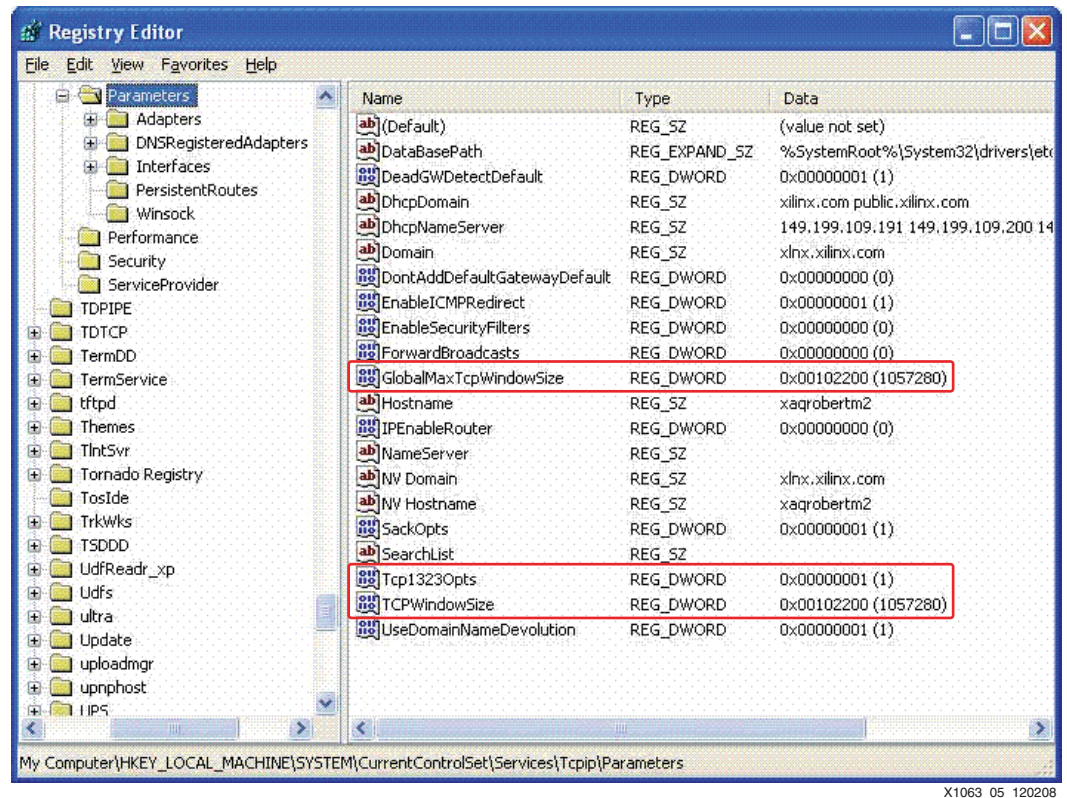 Registry Editor
File Edit View Favorites Help
Parameters
Adapters
DNSRegisteredAdapters
Interfaces
PersistentRoutes
Winsock
Performance
Security
ServiceProvider
TDPIPE
TDTCP
TermDD
TermService
tftpd
Themes
TlntSvr
Tornado Registry
TosIde
TrkWks
TSDDD
UdfReadr_xp
Udfs
ultra
Update
uploadmgr
upnphost
UPS
Name Type Data
(Default) REG_SZ (value not set)
DataBasePath REG_EXPAND_SZ %SystemRoot%\System32\drivers\etc
DeadGWDetectDefault REG_DWORD 0x00000001 (1)
DhcpDomain REG_SZ xilinx.com public.xilinx.com
DhcpNameServer REG_SZ 149.199.109.191 149.199.109.200 14
Domain REG_SZ xlnx.xilinx.com
DontAddDefaultGatewayDefault REG_DWORD 0x00000000 (0)
EnableICMPRedirect REG_DWORD 0x00000001 (1)
EnableSecurityFilters REG_DWORD 0x00000000 (0)
ForwardBroadcasts REG_DWORD 0x00000000 (0)
GlobalMaxTcpWindowSize REG_DWORD 0x00102200 (1057280)
Hostname REG_SZ xaqrobertm2
IPEnableRouter REG_DWORD 0x00000000 (0)
NameServer REG_SZ
NV Domain REG_SZ xlnx.xilinx.com
NV Hostname REG_SZ xaqrobertm2
SackOpts REG_DWORD 0x00000001 (1)
SearchList REG_SZ
Tcp1323Opts REG_DWORD 0x00000001 (1)
TCPWindowSize REG_DWORD 0x00102200 (1057280)
UseDomainNameDevolution REG_DWORD 0x00000001 (1)
My Computer\HKEY_LOCAL_MACHINE\SYSTEM\CurrentControlSet\Services\Tcpip\Parameters
X1063_05_120208